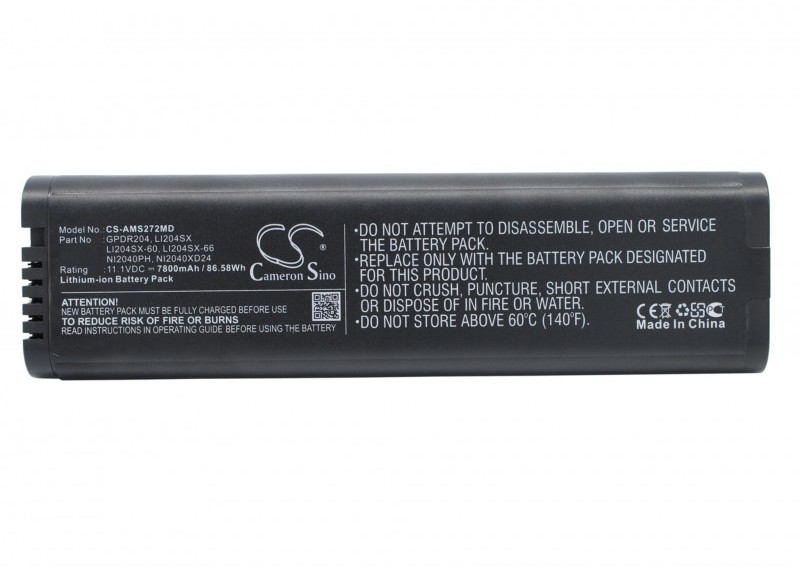 Model No. :CS-AMS272MD
Part No :GPDR204, LI204SX
LI204SX-60, LI204SX-66
NI2040PH, NI2040XD24
Rating :11.1VDC ⎓ 7800mAh / 86.58Wh
Lithium-ion Battery Pack
CS
Cameron Sino
ATTENTION!
NEW BATTERY PACK MUST BE FULLY CHARGED BEFORE USE
TO REDUCE RISK OF FIRE OR BURNS
READ INSTRUCTIONS IN OPERATING GUIDE BEFORE USING THE BATTERY
*DO NOT ATTEMPT TO DISASSEMBLE, OPEN OR SERVICE
THE BATTERY PACK.
*REPLACE ONLY WITH THE BATTERY PACK DESIGNATED
FOR YOUR PRODUCT.
*DO NOT CRUSH, PUNCTURE, SHORT EXTERNAL CONTACTS
OR DISPOSE OF IN FIRE OR WATER.
*DO NOT STORE ABOVE 60°C (140°F).
CE
Made In China